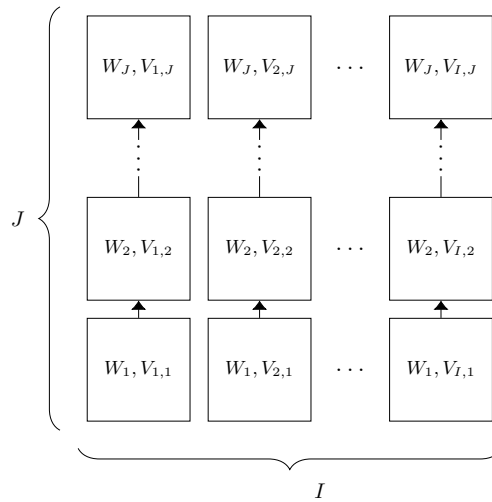 W_J, V_{1,J} W_J, V_{2,J} ⋯ W_J, V_{I,J}
⋮ ⋮ ⋮
J
W_2, V_{1,2} W_2, V_{2,2} ⋯ W_2, V_{I,2}
W_1, V_{1,1} W_1, V_{2,1} ⋯ W_1, V_{I,1}
I